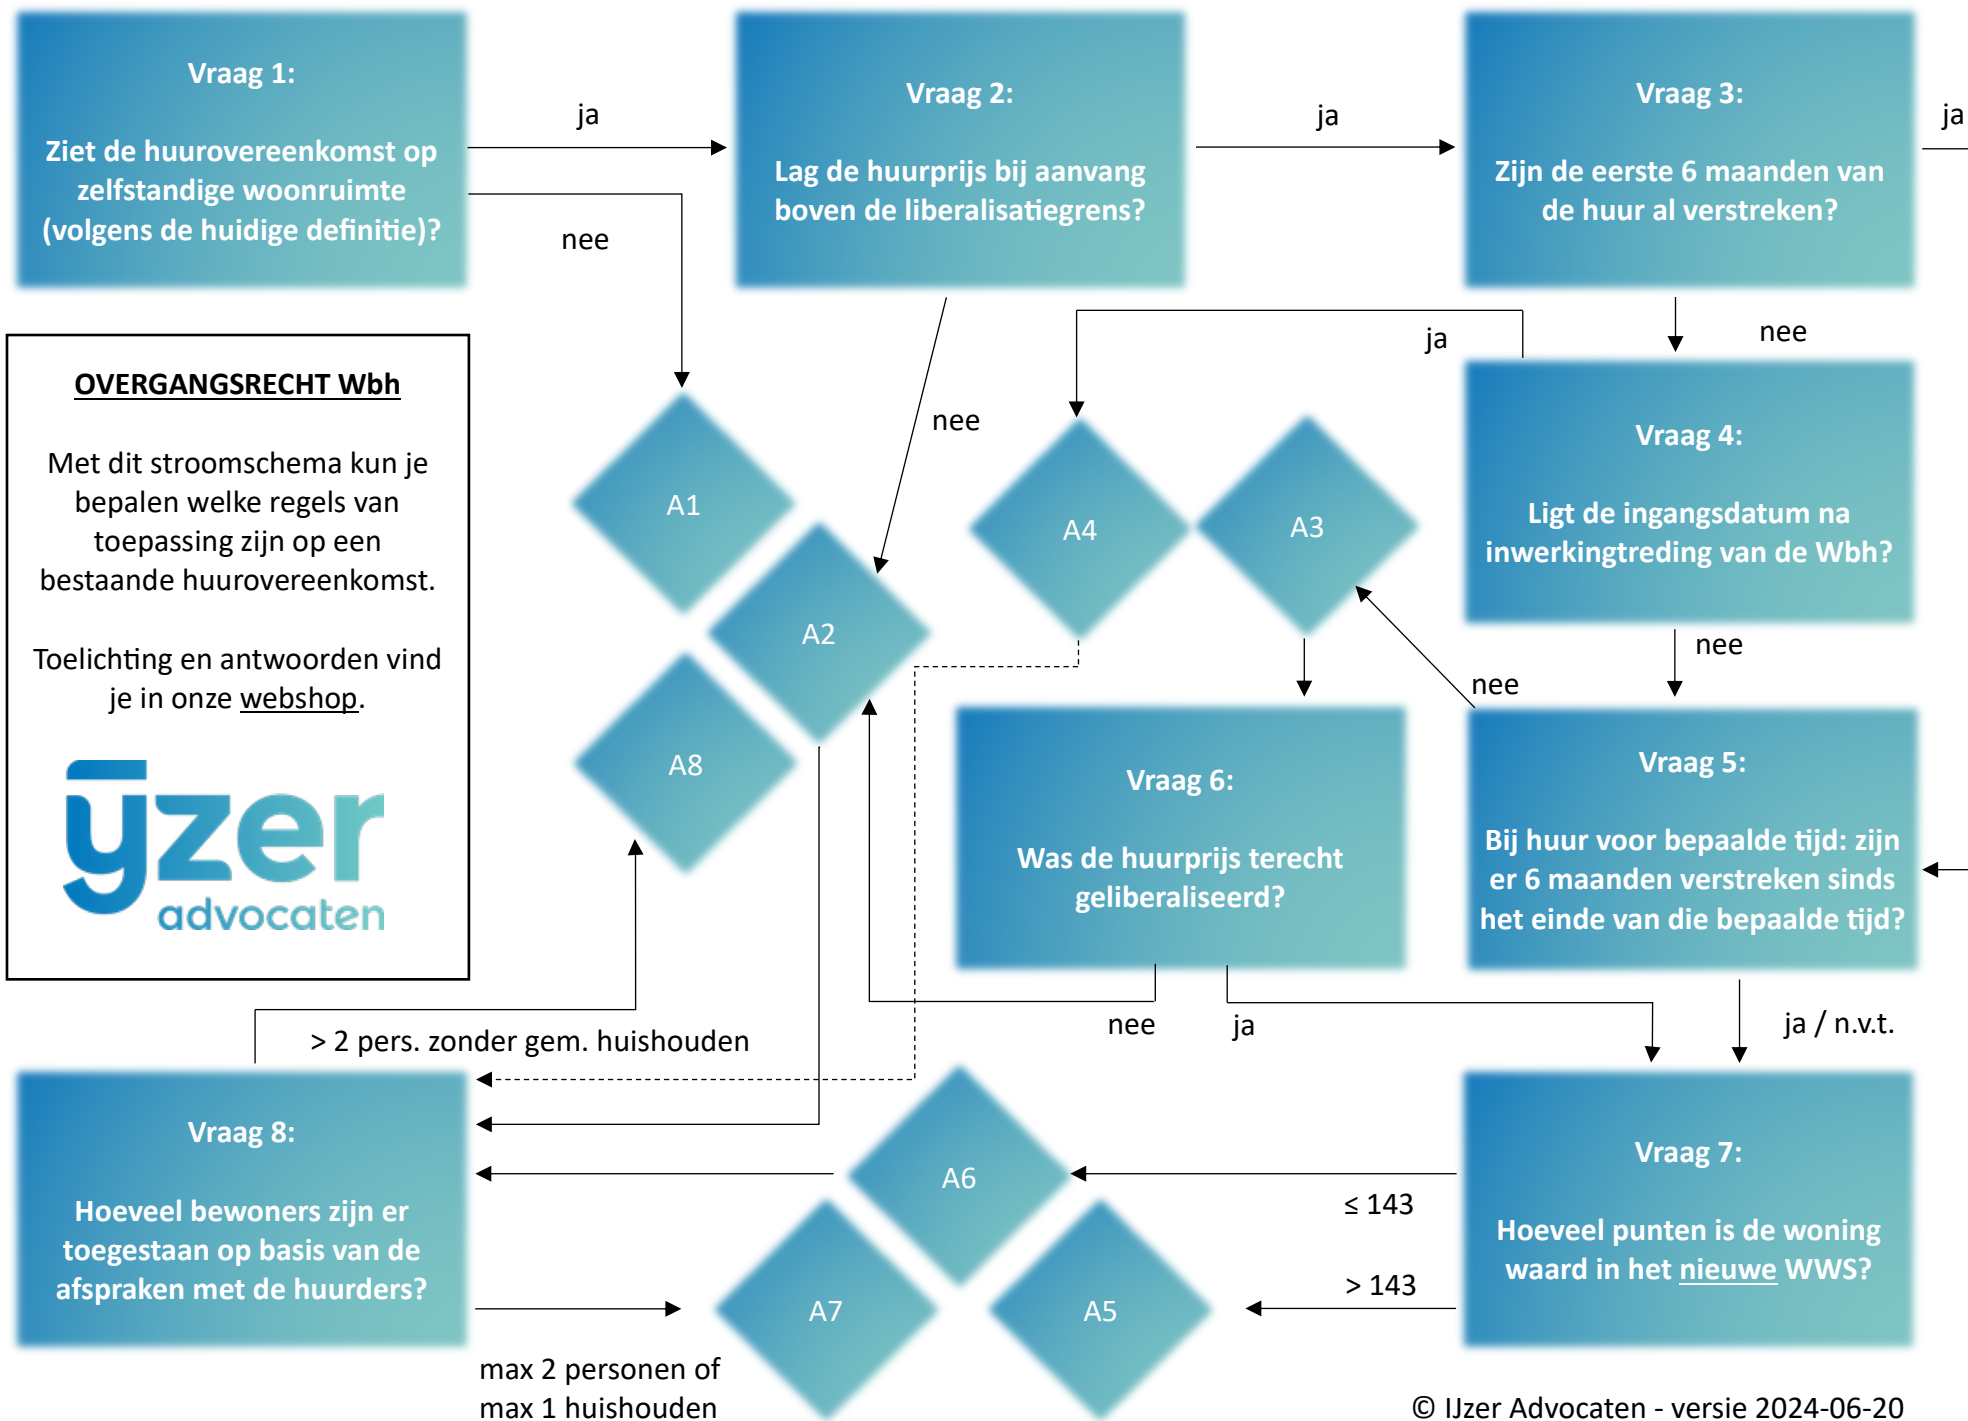 Vraag 1:
Ziet de huurovereenkomst op
zelfstandige woonruimte
(volgens de huidige definitie)?
ja
nee
Vraag 2:
Lag de huurprijs bij aanvang
boven de liberalisatiegrens?
ja
nee
Vraag 3:
Zijn de eerste 6 maanden van
de huur al verstreken?
ja
nee
OVERGANGSRECHT Wbh
Met dit stroomschema kun je
bepalen welke regels van
toepassing zijn op een
bestaande huurovereenkomst.
Toelichting en antwoorden vind
je in onze webshop.
ijzer
advocaten
A1
A2
A8
A4
A3
ja
Vraag 4:
Ligt de ingangsdatum na
inwerkingtreding van de Wbh?
nee
nee
Vraag 5:
Bij huur voor bepaalde tijd: zijn
er 6 maanden verstreken sinds
het einde van die bepaalde tijd?
ja / n.v.t.
Vraag 6:
Was de huurprijs terecht
geliberaliseerd?
nee
ja
> 2 pers. zonder gem. huishouden
Vraag 8:
Hoeveel bewoners zijn er
toegestaan op basis van de
afspraken met de huurders?
max 2 personen of
max 1 huishouden
A6
A7
A5
≤ 143
> 143
Vraag 7:
Hoeveel punten is de woning
waard in het nieuwe WWS?
© IJzer Advocaten - versie 2024-06-20